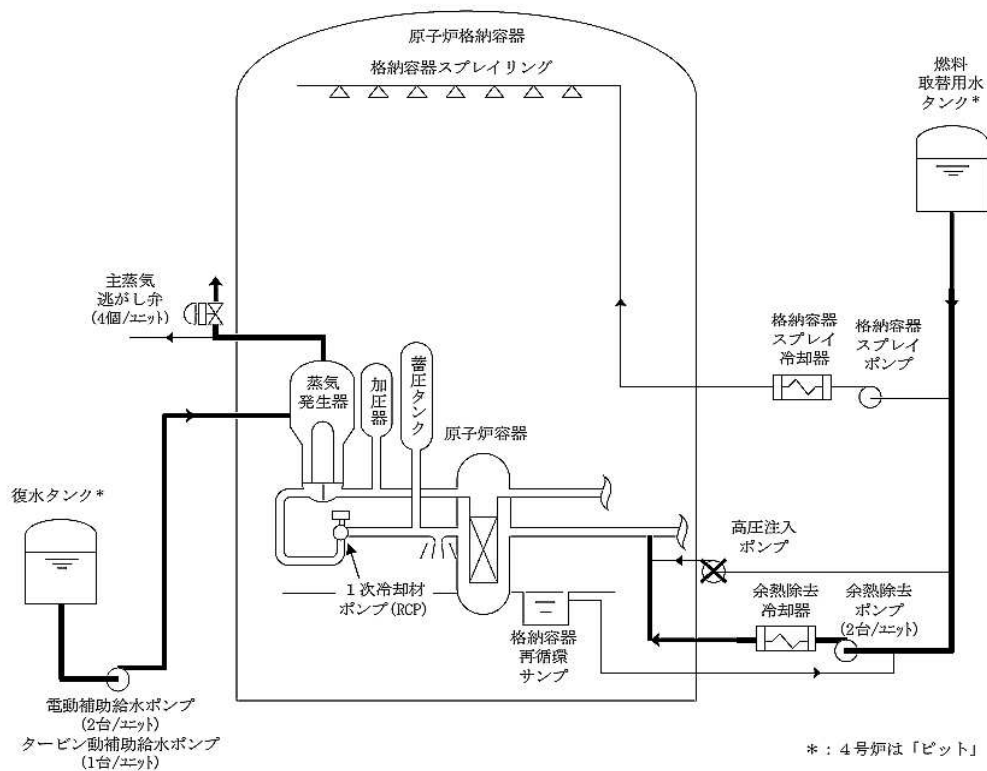 原子炉格納容器
格納容器スプレイリング
燃料
取替用水
タンク*
主蒸気
逃がし弁
(4個/ユニット)
格納容器
スプレイ
冷却器
格納容器
スプレイ
ポンプ
蒸気
発生器
加圧器
蓄圧タンク
原子炉容器
復水タンク*
高圧注入
ポンプ
1次冷却材
ポンプ(RCP)
余熱除去
冷却器
余熱除去
ポンプ
(2台/ユニット)
格納容器
再循環
サンプ
電動補助給水ポンプ
(2台/ユニット)
タービン動補助給水ポンプ
(1台/ユニット)
*：4号炉は「ピット」